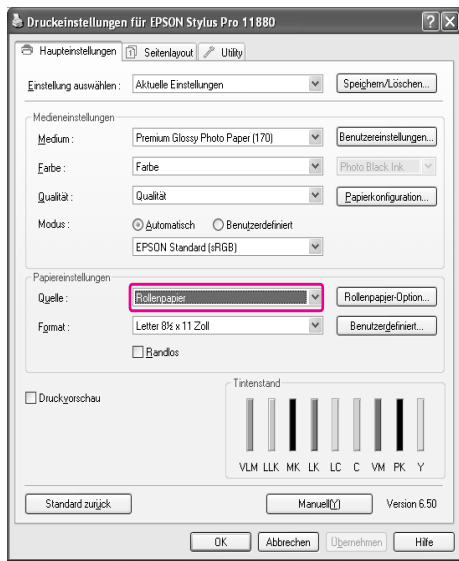 Druckeinstellungen für EPSON Stylus Pro 11880
Haupteinstellungen Seitenlayout Utility
Einstellung auswählen : Aktuelle Einstellungen Speichern/Löschen...
Medieneinstellungen
Medium : Premium Glossy Photo Paper (170) Benutzereinstellungen...
Farbe : Farbe Photo Black Ink
Qualität : Qualität Papierkonfiguration...
Modus : Automatisch Benutzerdefiniert
EPSON Standard (sRGB)
Papiereinstellungen
Quelle : Rollenpapier Rollenpapier-Option...
Format : Letter 8½ x 11 Zoll Benutzerdefiniert...
Randlos
Druckvorschau
Tintenstand
VLM LLK MK LK LC C VM PK Y
Standard zurück Manuell(Y) Version 6.50
OK Abbrechen Übernehmen Hilfe